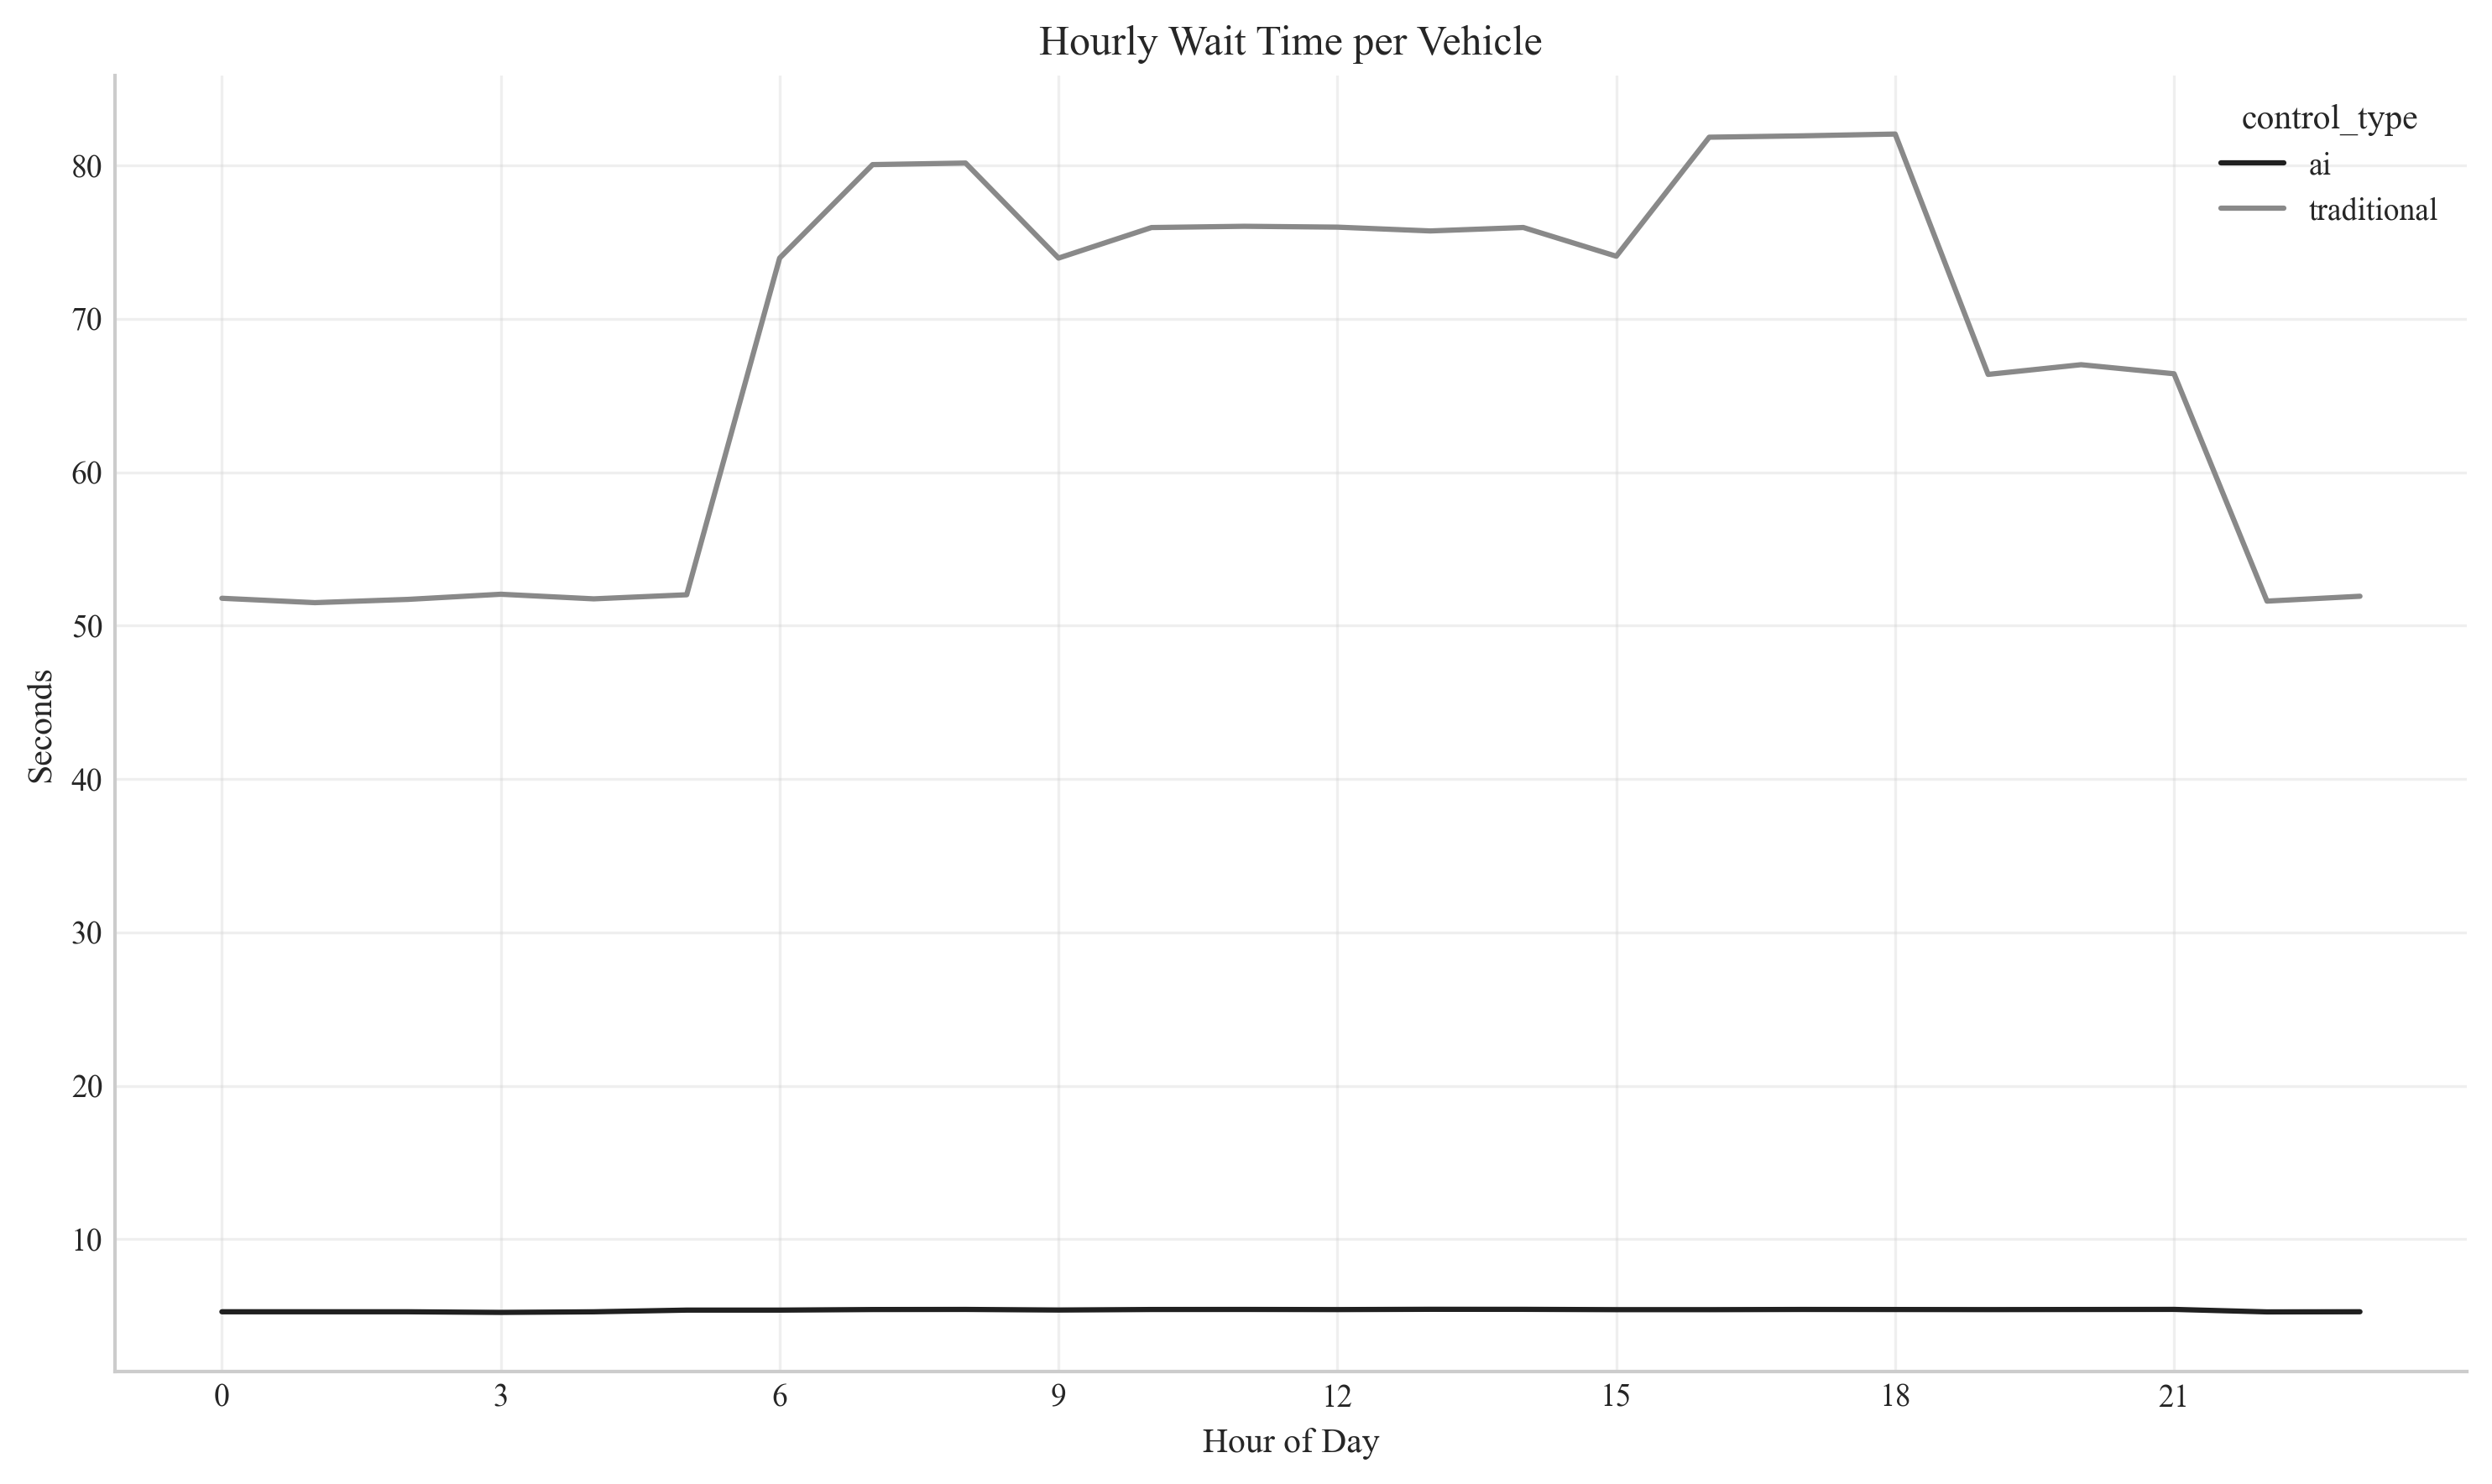 Hourly Wait Time per Vehicle
control_type
ai
traditional
80
70
60
50
40
30
20
10
Seconds
0 3 6 9 12 15 18 21
Hour of Day